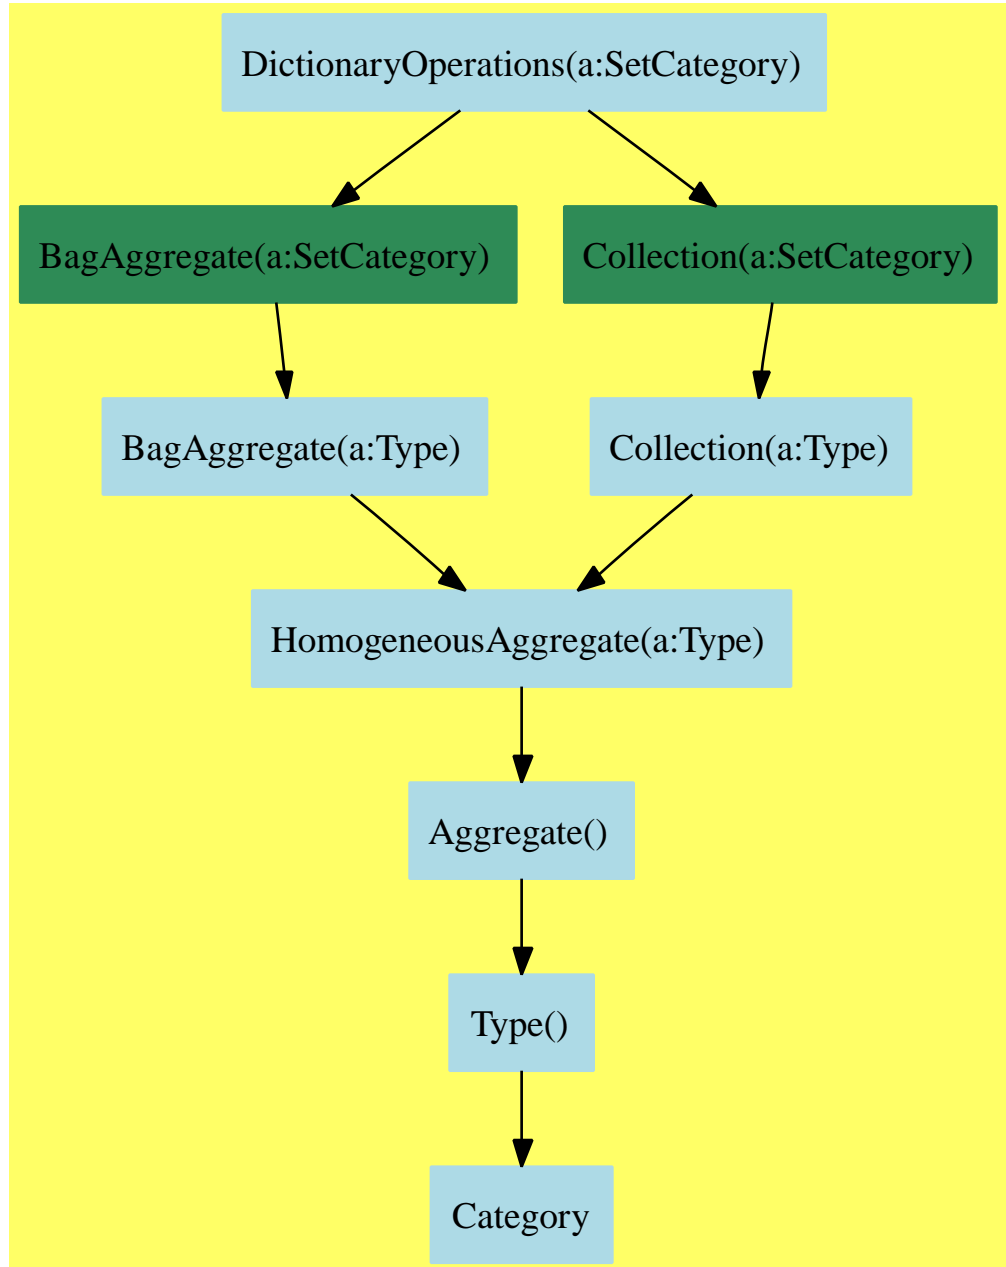 DictionaryOperations(a:SetCategory)
BagAggregate(a:SetCategory)
Collection(a:SetCategory)
BagAggregate(a:Type)
Collection(a:Type)
HomogeneousAggregate(a:Type)
Aggregate()
Type()
Category